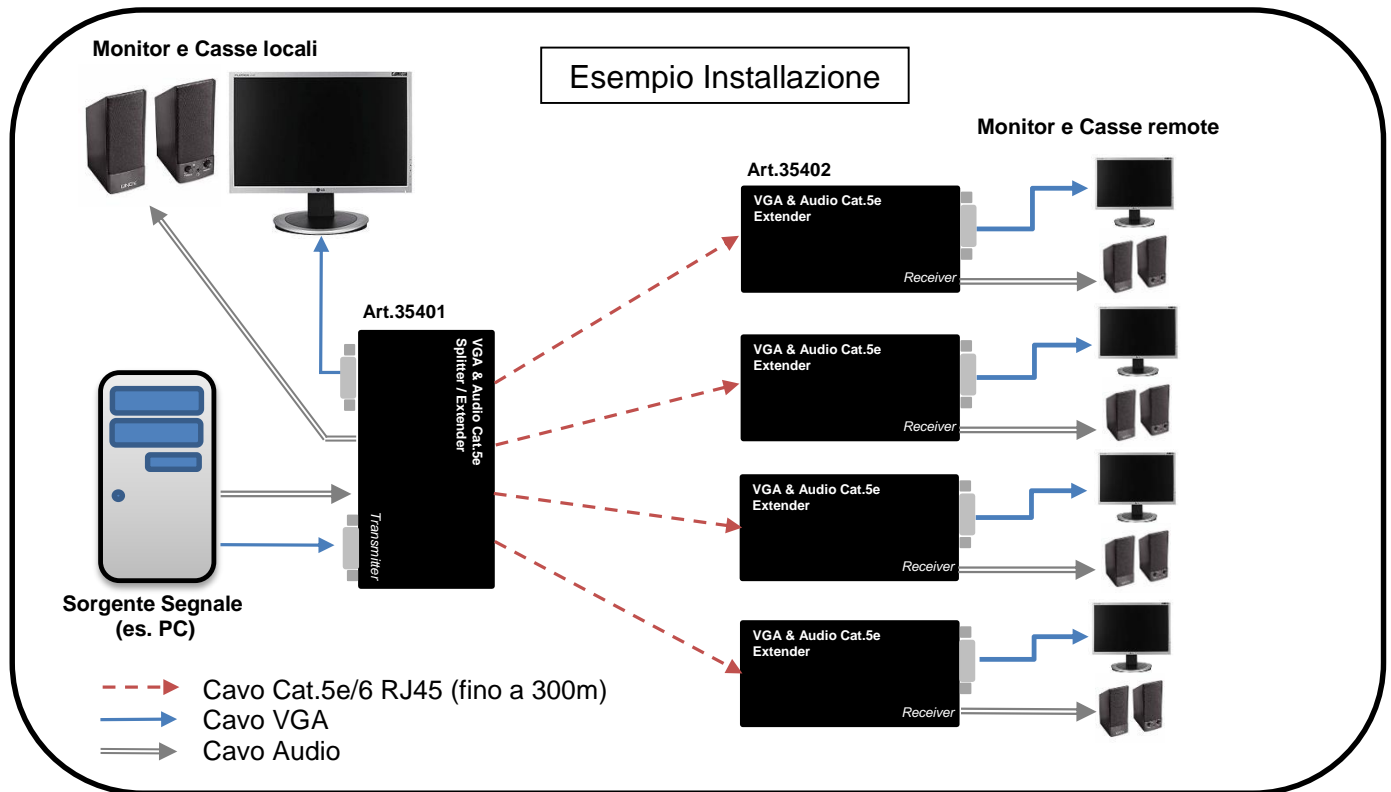 Monitor e Casse locali
Esempio Installazione
Monitor e Casse remote
Art.35402
VGA & Audio Cat.5e
Extender
Receiver
Art.35401
VGA & Audio Cat.5e
Splitter / Extender
Transmitter
VGA & Audio Cat.5e
Extender
Receiver
VGA & Audio Cat.5e
Extender
Receiver
VGA & Audio Cat.5e
Extender
Receiver
Sorgente Segnale
(es. PC)
Cavo Cat.5e/6 RJ45 (fino a 300m)
Cavo VGA
Cavo Audio